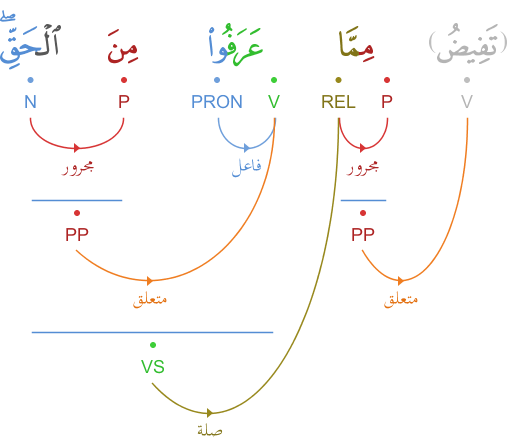 (تَفِيضُ) مِمَّا عَرَفُوا۟ مِنَ ٱلْحَقِّ ۖ
V P REL V PRON P N
مجرور فاعل مجرور
PP PP
متعلق متعلق
VS
صلة